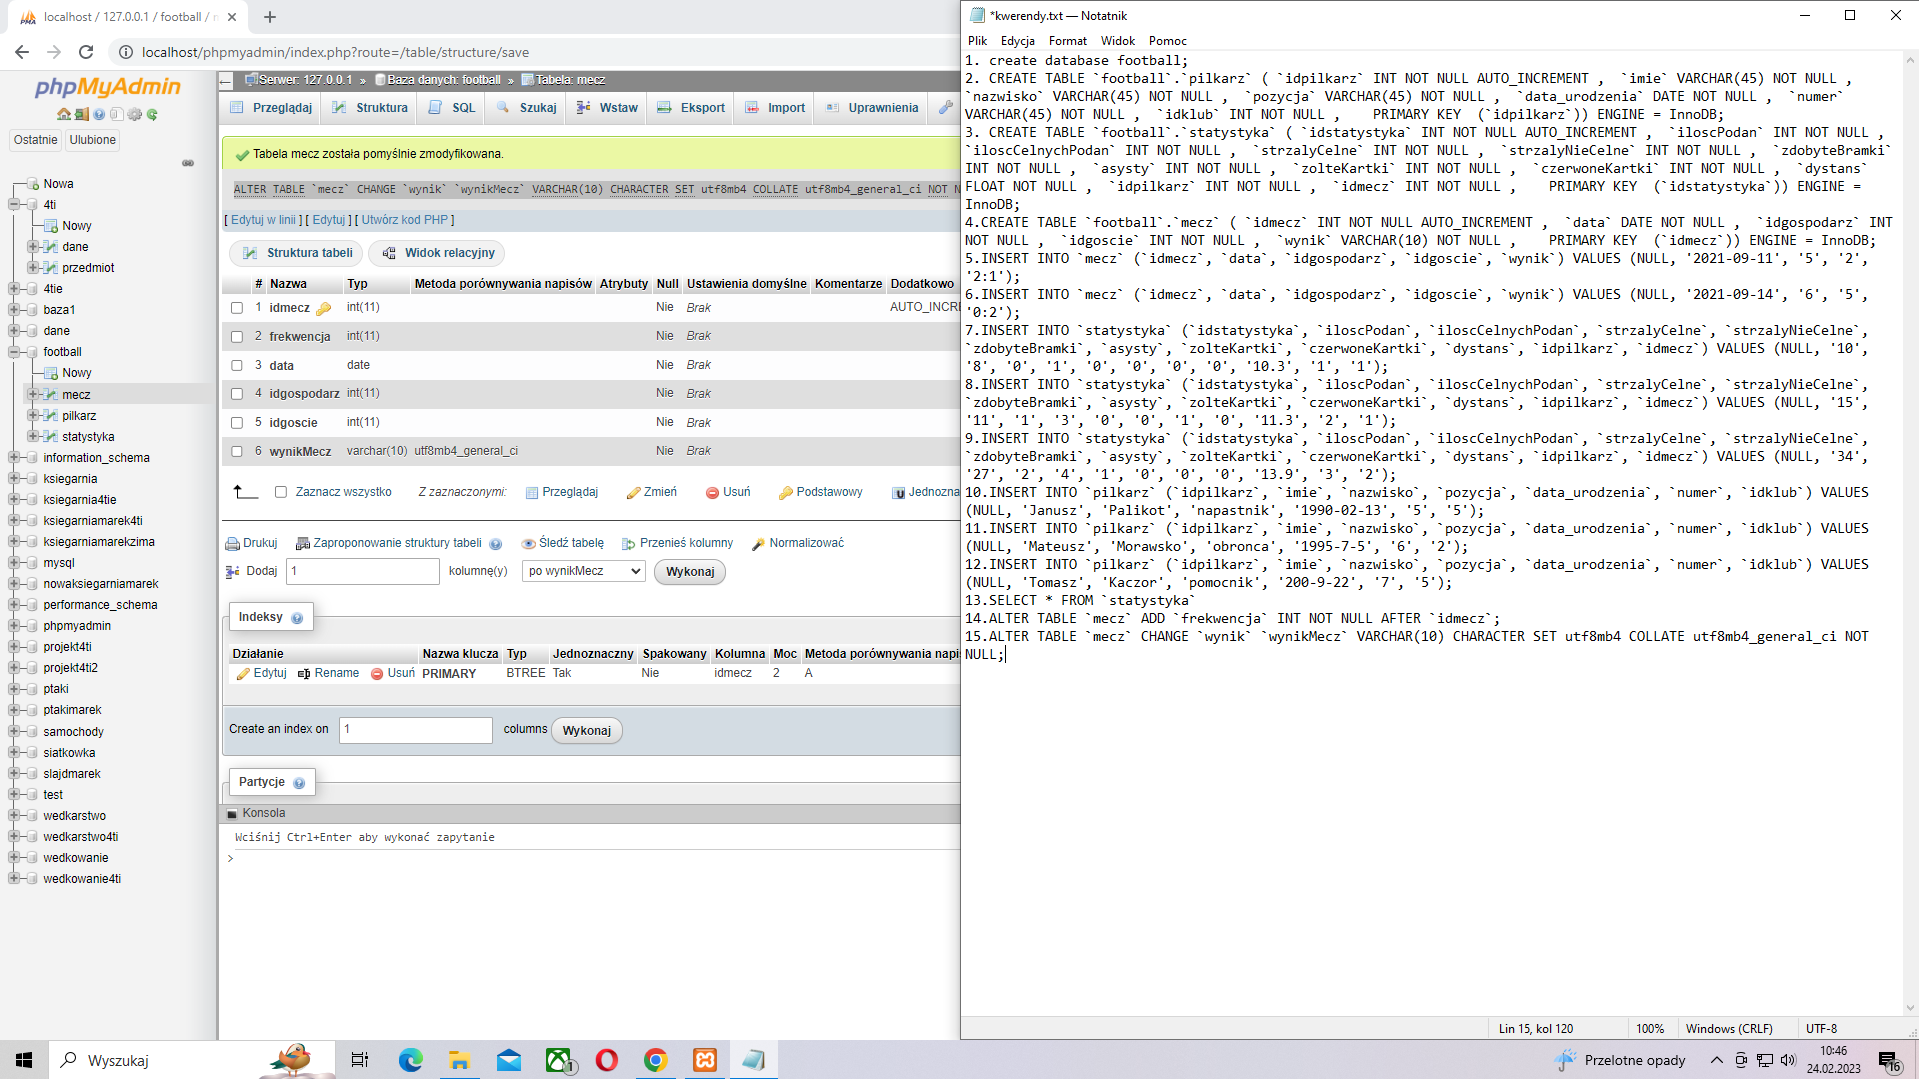 localhost / 127.0.0.1 / football / m
localhost/phpmyadmin/index.php?route=/table/structure/save
phpMyAdmin
Ostatnie Ulubione
Nowa
4ti
Nowy
dane
przedmiot
4tie
baza1
dane
football
Nowy
mecz
pilkarz
statystyka
information_schema
ksiegarnia
ksiegarnia4tie
ksiegarniamarek4ti
ksiegarniamarekzima
mysql
nowaksiegarniamarek
performance_schema
phpmyadmin
projekt4ti
projekt4ti2
ptaki
ptakimarek
samochody
siatkowka
slajdmarek
test
wedkarstwo
wedkarstwo4ti
wedkowanie
wedkowanie4ti
Serwer: 127.0.0.1 » Baza danych: football » Tabela: mecz
Przeglądaj Struktura SQL Szukaj Wstaw Eksport Import Uprawnienia
Tabela mecz została pomyślnie zmodyfikowana.
ALTER TABLE `mecz` CHANGE `wynik` `wynikMecz` VARCHAR(10) CHARACTER SET utf8mb4 COLLATE utf8mb4_general_ci NOT N
[ Edytuj w linii ] [ Edytuj ] [ Utwórz kod PHP ]
Struktura tabeli Widok relacyjny
# Nazwa Typ Metoda porównywania napisów Atrybuty Null Ustawienia domyślne Komentarze Dodatkowo
1 idmecz int(11) Nie Brak AUTO_INCRE
2 frekwencja int(11) Nie Brak
3 data date Nie Brak
4 idgospodarz int(11) Nie Brak
5 idgoscie int(11) Nie Brak
6 wynikMecz varchar(10) utf8mb4_general_ci Nie Brak
Zaznacz wszystko Z zaznaczonymi: Przeglądaj Zmień Usuń Podstawowy Jednozna
Drukuj Zaproponowanie struktury tabeli Śledź tabelę Przenieś kolumny Normalizować
Dodaj 1 kolumnę(y) po wynikMecz Wykonaj
Indeksy
Działanie Nazwa klucza Typ Jednoznaczny Spakowany Kolumna Moc Metoda porównywania napis
Edytuj Rename Usuń PRIMARY BTREE Tak Nie idmecz 2 A
Create an index on 1 columns Wykonaj
Partycje
Konsola
Wciśnij Ctrl+Enter aby wykonać zapytanie
>
*kwerendy.txt — Notatnik
Plik Edycja Format Widok Pomoc
1. create database football;
2. CREATE TABLE `football`.`pilkarz` ( `idpilkarz` INT NOT NULL AUTO_INCREMENT , `imie` VARCHAR(45) NOT NULL ,
`nazwisko` VARCHAR(45) NOT NULL , `pozycja` VARCHAR(45) NOT NULL , `data_urodzenia` DATE NOT NULL , `numer`
VARCHAR(45) NOT NULL , `idklub` INT NOT NULL , PRIMARY KEY (`idpilkarz`)) ENGINE = InnoDB;
3. CREATE TABLE `football`.`statystyka` ( `idstatystyka` INT NOT NULL AUTO_INCREMENT , `iloscPodan` INT NOT NULL ,
`iloscCelnychPodan` INT NOT NULL , `strzalyCelne` INT NOT NULL , `strzalyNieCelne` INT NOT NULL , `zdobyteBramki`
INT NOT NULL , `asysty` INT NOT NULL , `zolteKartki` INT NOT NULL , `czerwoneKartki` INT NOT NULL , `dystans`
FLOAT NOT NULL , `idpilkarz` INT NOT NULL , `idmecz` INT NOT NULL , PRIMARY KEY (`idstatystyka`)) ENGINE =
InnoDB;
4.CREATE TABLE `football`.`mecz` ( `idmecz` INT NOT NULL AUTO_INCREMENT , `data` DATE NOT NULL , `idgospodarz` INT
NOT NULL , `idgoscie` INT NOT NULL , `wynik` VARCHAR(10) NOT NULL , PRIMARY KEY (`idmecz`)) ENGINE = InnoDB;
5.INSERT INTO `mecz` (`idmecz`, `data`, `idgospodarz`, `idgoscie`, `wynik`) VALUES (NULL, '2021-09-11', '5', '2',
'2:1');
6.INSERT INTO `mecz` (`idmecz`, `data`, `idgospodarz`, `idgoscie`, `wynik`) VALUES (NULL, '2021-09-14', '6', '5',
'0:2');
7.INSERT INTO `statystyka` (`idstatystyka`, `iloscPodan`, `iloscCelnychPodan`, `strzalyCelne`, `strzalyNieCelne`,
`zdobyteBramki`, `asysty`, `zolteKartki`, `czerwoneKartki`, `dystans`, `idpilkarz`, `idmecz`) VALUES (NULL, '10',
'8', '0', '1', '0', '0', '0', '0', '10.3', '1', '1');
8.INSERT INTO `statystyka` (`idstatystyka`, `iloscPodan`, `iloscCelnychPodan`, `strzalyCelne`, `strzalyNieCelne`,
`zdobyteBramki`, `asysty`, `zolteKartki`, `czerwoneKartki`, `dystans`, `idpilkarz`, `idmecz`) VALUES (NULL, '15',
'11', '1', '3', '0', '0', '1', '0', '11.3', '2', '1');
9.INSERT INTO `statystyka` (`idstatystyka`, `iloscPodan`, `iloscCelnychPodan`, `strzalyCelne`, `strzalyNieCelne`,
`zdobyteBramki`, `asysty`, `zolteKartki`, `czerwoneKartki`, `dystans`, `idpilkarz`, `idmecz`) VALUES (NULL, '34',
'27', '2', '4', '1', '0', '0', '0', '13.9', '3', '2');
10.INSERT INTO `pilkarz` (`idpilkarz`, `imie`, `nazwisko`, `pozycja`, `data_urodzenia`, `numer`, `idklub`) VALUES
(NULL, 'Janusz', 'Palikot', 'napastnik', '1990-02-13', '5', '5');
11.INSERT INTO `pilkarz` (`idpilkarz`, `imie`, `nazwisko`, `pozycja`, `data_urodzenia`, `numer`, `idklub`) VALUES
(NULL, 'Mateusz', 'Morawsko', 'obronca', '1995-7-5', '6', '2');
12.INSERT INTO `pilkarz` (`idpilkarz`, `imie`, `nazwisko`, `pozycja`, `data_urodzenia`, `numer`, `idklub`) VALUES
(NULL, 'Tomasz', 'Kaczor', 'pomocnik', '200-9-22', '7', '5');
13.SELECT * FROM `statystyka`
14.ALTER TABLE `mecz` ADD `frekwencja` INT NOT NULL AFTER `idmecz`;
15.ALTER TABLE `mecz` CHANGE `wynik` `wynikMecz` VARCHAR(10) CHARACTER SET utf8mb4 COLLATE utf8mb4_general_ci NOT
NULL;
Lin 15, kol 120 100% Windows (CRLF) UTF-8
Wyszukaj
1
Przelotne opady
10:46
24.02.2023
16